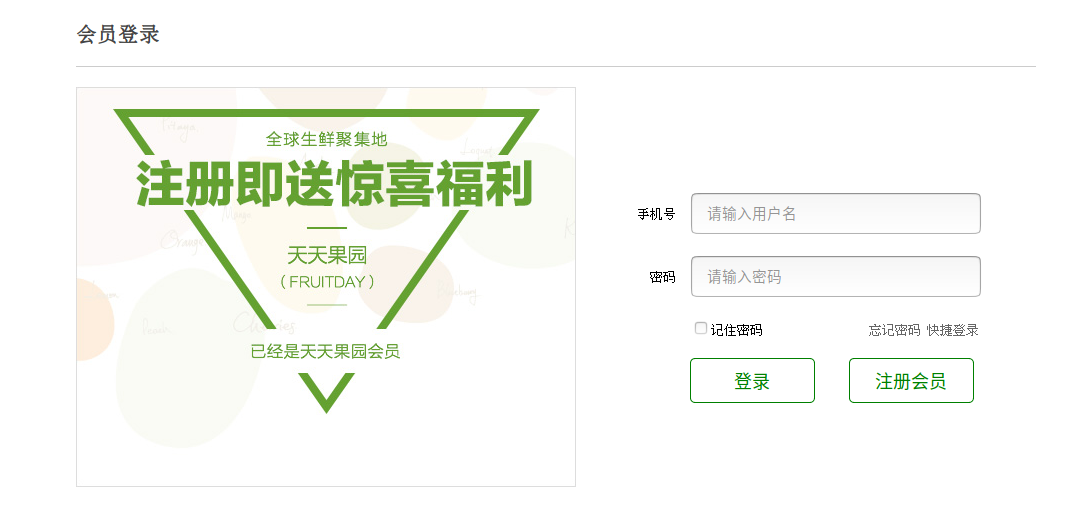 会员登录
全球生鲜聚集地
注册即送惊喜福利
天天果园
（FRUITDAY）
已经是天天果园会员
Orange
手机号 请输入用户名
密码 请输入密码
记住密码 忘记密码 快捷登录
登录 注册会员